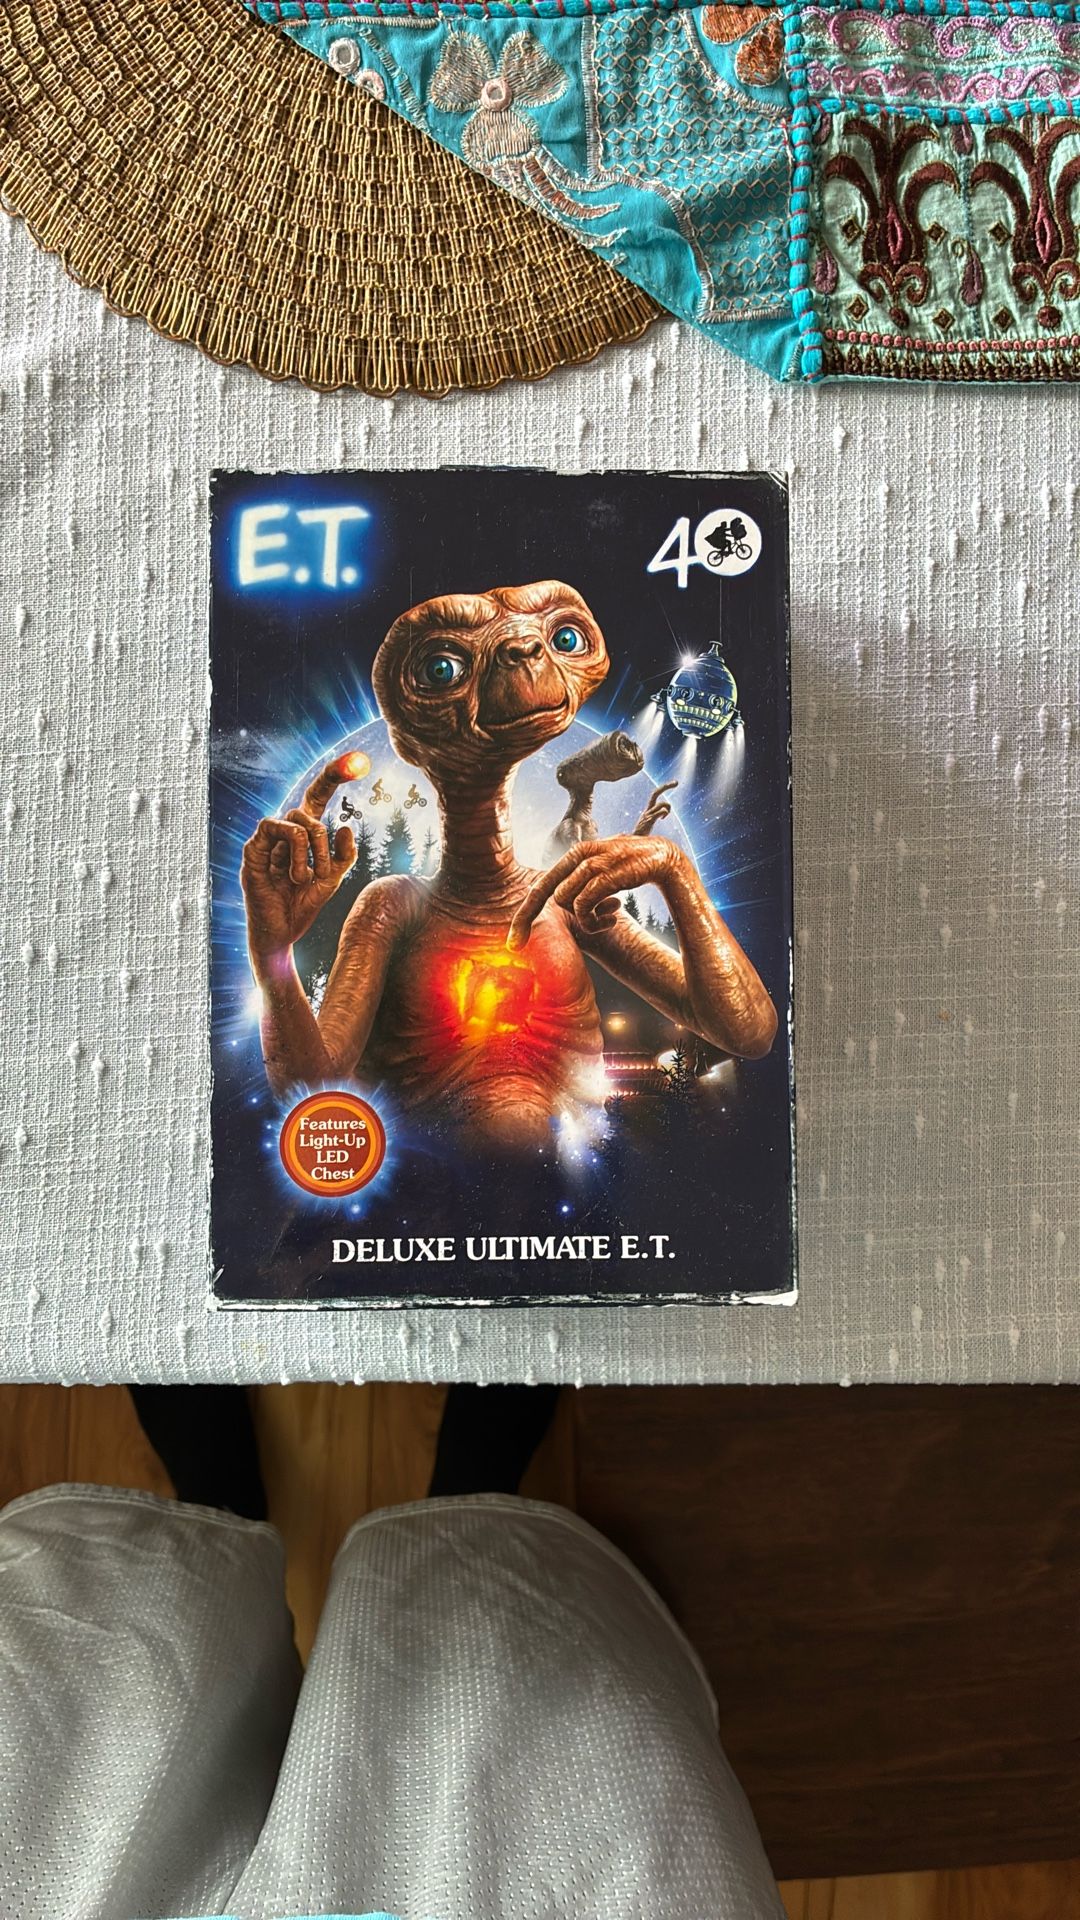 E.T.
40
Features
Light-Up
LED
Chest
DELUXE ULTIMATE E.T.